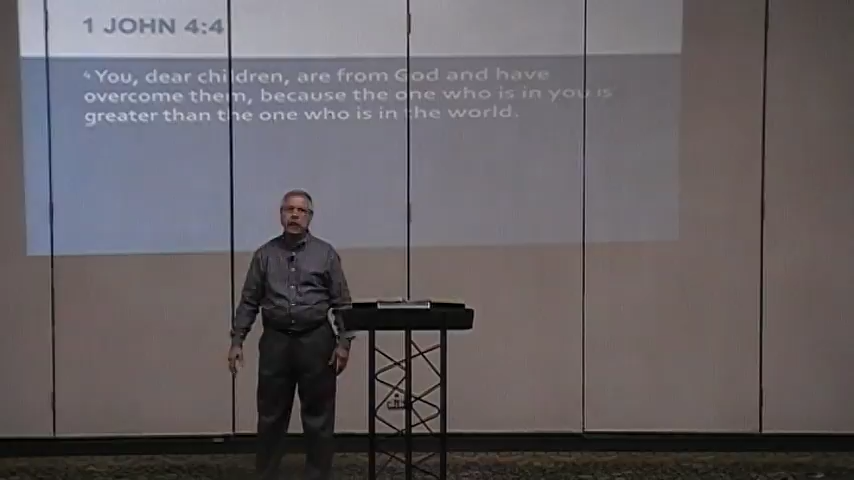 1 JOHN 4:4
4 You, dear children, are from God and have
overcome them, because the one who is in you is
greater than the one who is in the world.